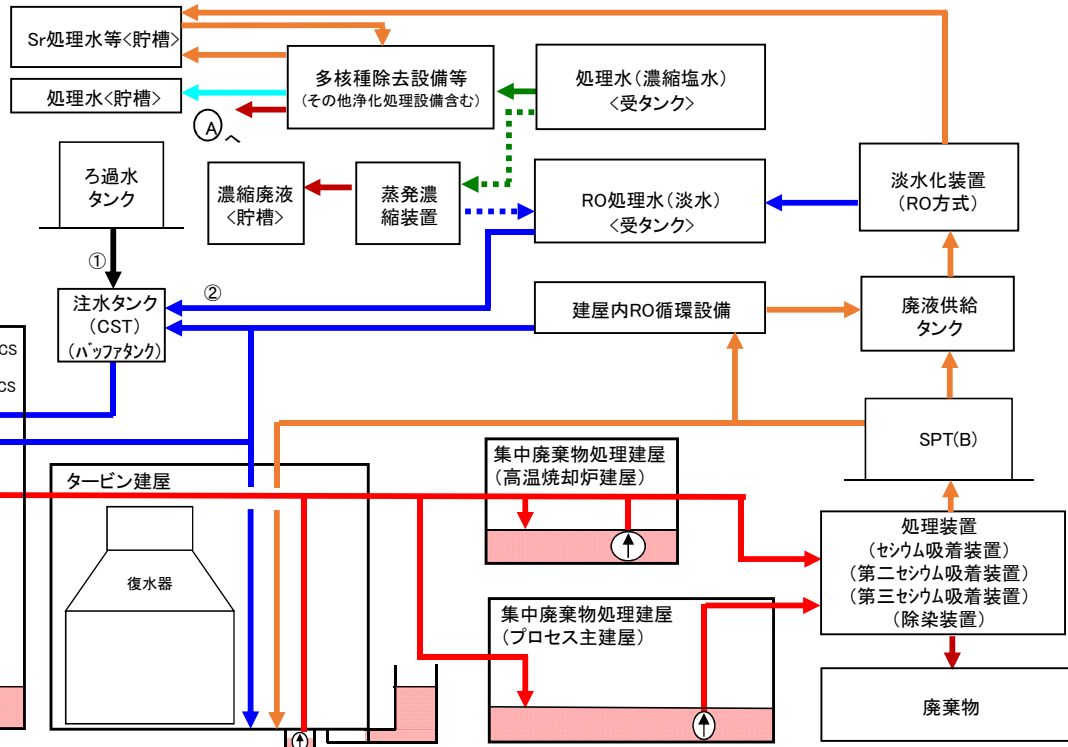 Sr処理水等<貯槽>
処理水<貯槽>
多核種除去設備等
(その他浄化処理設備含む)
処理水(濃縮塩水)
<受タンク>
A へ
ろ過水
タンク
濃縮廃液
<貯槽>
蒸発濃
縮装置
RO処理水(淡水)
<受タンク>
淡水化装置
(RO方式)
①
②
注水タンク
(CST)
(バッファタンク)
建屋内RO循環設備
廃液供給
タンク
CS
CS
SPT(B)
タービン建屋
復水器
集中廃棄物処理建屋
(高温焼却炉建屋)
処理装置
(セシウム吸着装置)
(第二セシウム吸着装置)
(第三セシウム吸着装置)
(除染装置)
集中廃棄物処理建屋
(プロセス主建屋)
廃棄物